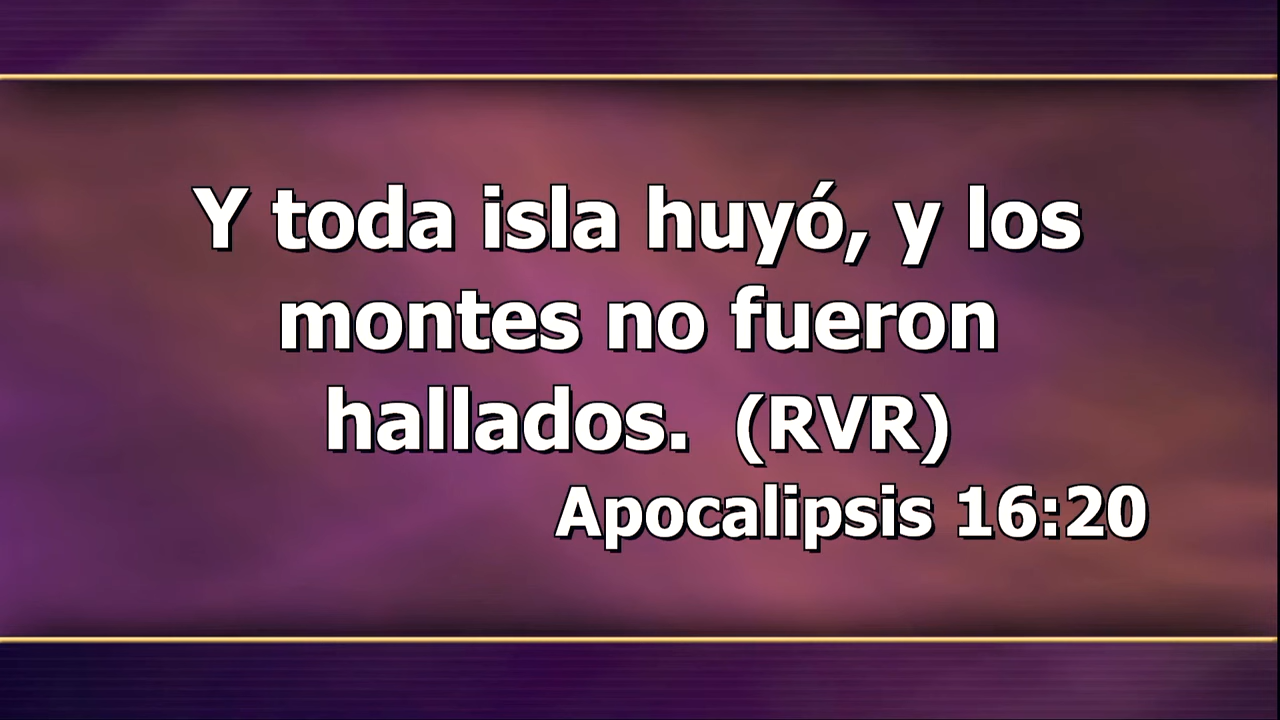 Y toda isla huyó, y los
montes no fueron
hallados. (RVR)
Apocalipsis 16:20